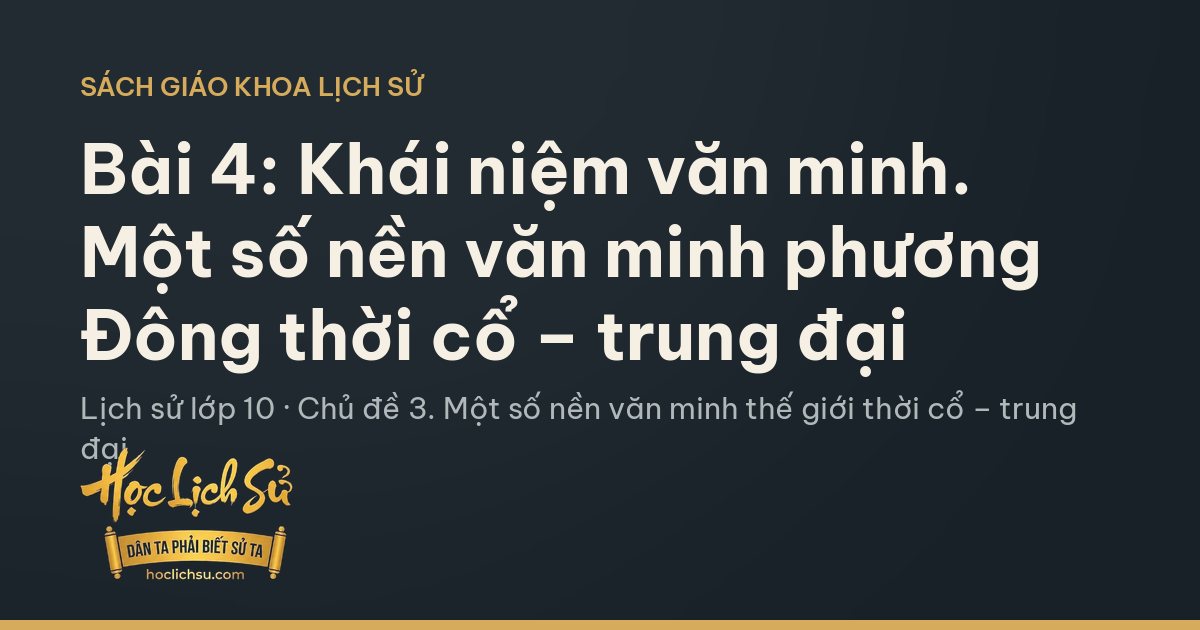 SÁCH GIÁO KHOA LỊCH SỬ
Bài 4: Khái niệm văn minh.
Một số nền văn minh phương
Đông thời cổ – trung đại
Lịch sử lớp 10 · Chủ đề 3. Một số nền văn minh thế giới thời cổ – trung
đại
Học Lịch Sử
DÂN TA PHẢI BIẾT SỬ TA
hoclichsu.com